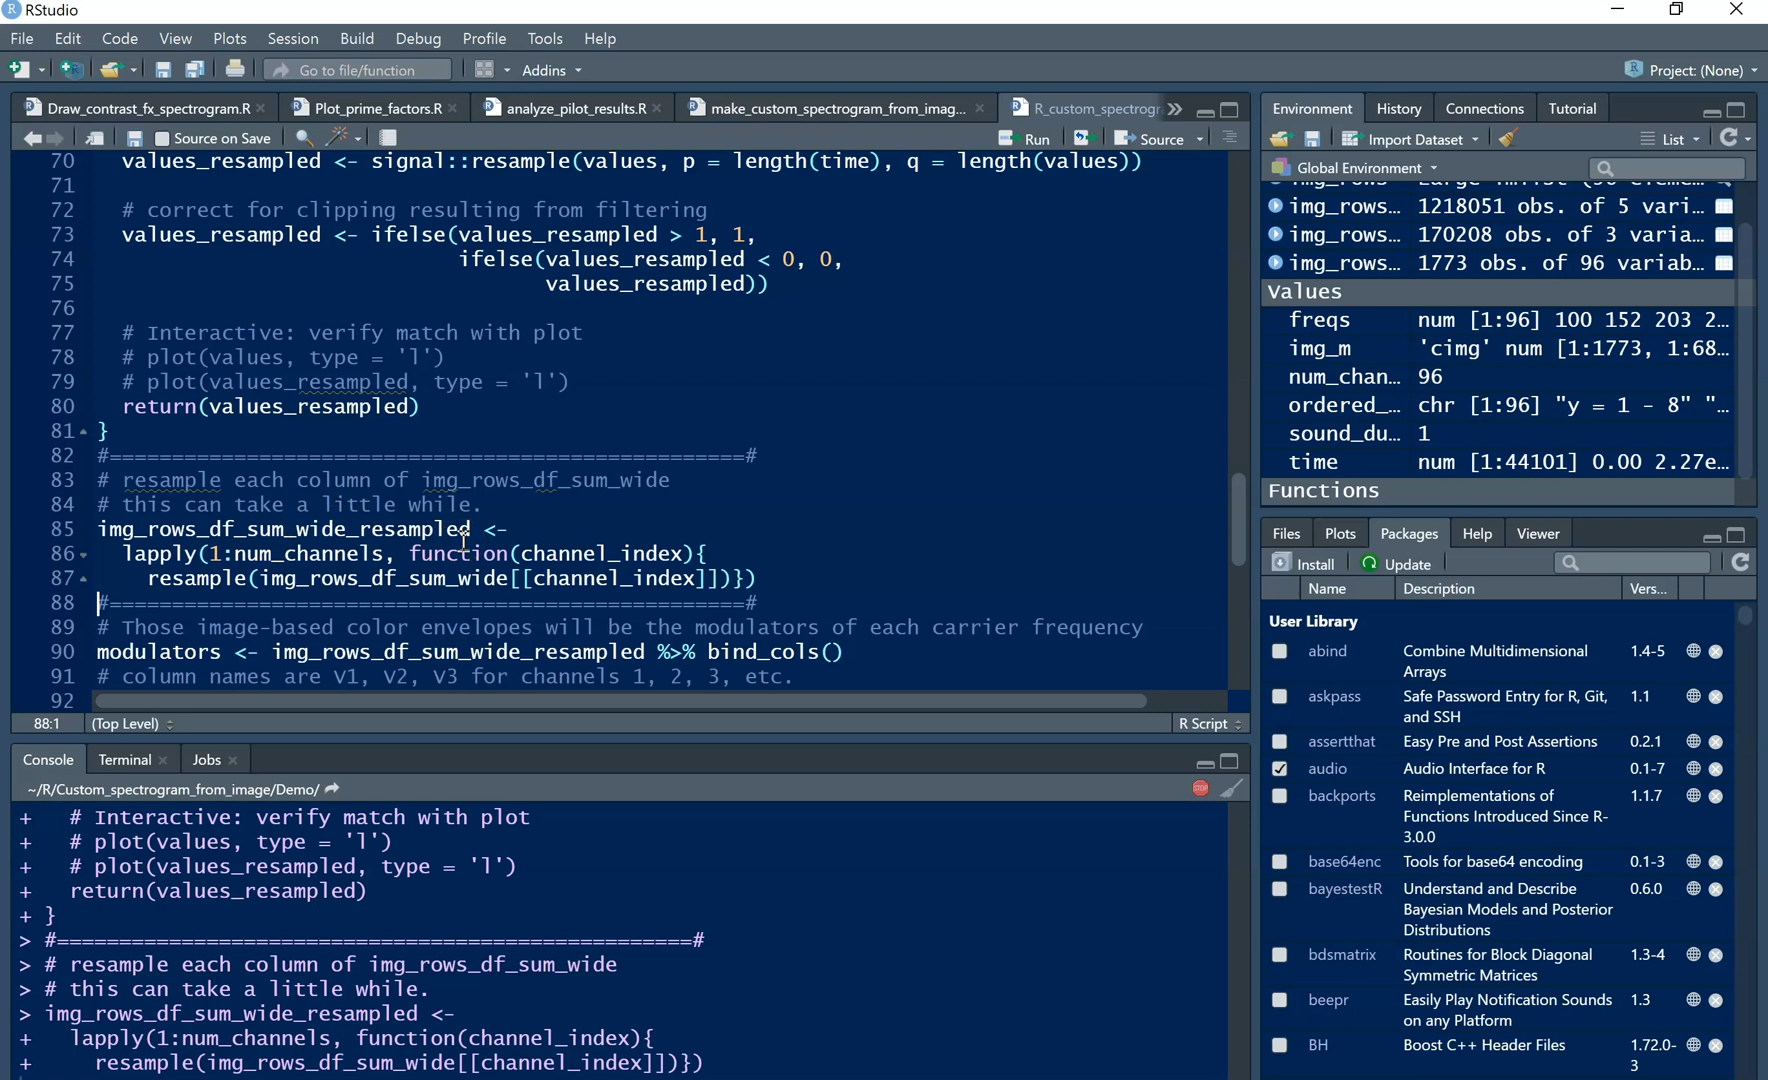 RStudio
File Edit Code View Plots Session Build Debug Profile Tools Help
Go to file/function Addins Project: (None)
Draw_contrast_fx_spectrogram.R Plot_prime_factors.R analyze_pilot_results.R make_custom_spectrogram_from_imag... R_custom_spectrogr
Source on Save Run Source
70 values_resampled <- signal::resample(values, p = length(time), q = length(values))
71
72 # correct for clipping resulting from filtering
73 values_resampled <- ifelse(values_resampled > 1, 1,
74 ifelse(values_resampled < 0, 0,
75 values_resampled))
76
77 # Interactive: verify match with plot
78 # plot(values, type = 'l')
79 # plot(values_resampled, type = 'l')
80 return(values_resampled)
81 }
82 #===================================================#
83 # resample each column of img_rows_df_sum_wide
84 # this can take a little while.
85 img_rows_df_sum_wide_resampled <-
86 lapply(1:num_channels, function(channel_index){
87 resample(img_rows_df_sum_wide[[channel_index]])})
88 #===================================================#
89 # Those image-based color envelopes will be the modulators of each carrier frequency
90 modulators <- img_rows_df_sum_wide_resampled %>% bind_cols()
91 # column names are V1, V2, V3 for channels 1, 2, 3, etc.
92
88:1 (Top Level) R Script
Console Terminal Jobs
~/R/Custom_spectrogram_from_image/Demo/
STOP
+ # Interactive: verify match with plot
+ # plot(values, type = 'l')
+ # plot(values_resampled, type = 'l')
+ return(values_resampled)
+ }
> #===================================================#
> # resample each column of img_rows_df_sum_wide
> # this can take a little while.
> img_rows_df_sum_wide_resampled <-
+ lapply(1:num_channels, function(channel_index){
+ resample(img_rows_df_sum_wide[[channel_index]])})
Environment History Connections Tutorial
Import Dataset List
Global Environment
img_rows... 1218051 obs. of 5 vari...
img_rows... 170208 obs. of 3 varia...
img_rows... 1773 obs. of 96 variab...
Values
freqs num [1:96] 100 152 203 2...
img_m 'cimg' num [1:1773, 1:68...
num_chan... 96
ordered_... chr [1:96] "y = 1 - 8" "...
sound_du... 1
time num [1:44101] 0.00 2.27e...
Functions
Files Plots Packages Help Viewer
Install Update
Name Description Vers...
User Library
abind Combine Multidimensional Arrays 1.4-5
askpass Safe Password Entry for R, Git, and SSH 1.1
assertthat Easy Pre and Post Assertions 0.2.1
audio Audio Interface for R 0.1-7
backports Reimplementations of Functions Introduced Since R-3.0.0 1.1.7
base64enc Tools for base64 encoding 0.1-3
bayestestR Understand and Describe Bayesian Models and Posterior Distributions 0.6.0
bdsmatrix Routines for Block Diagonal Symmetric Matrices 1.3-4
beepr Easily Play Notification Sounds on any Platform 1.3
BH Boost C++ Header Files 1.72.0-3